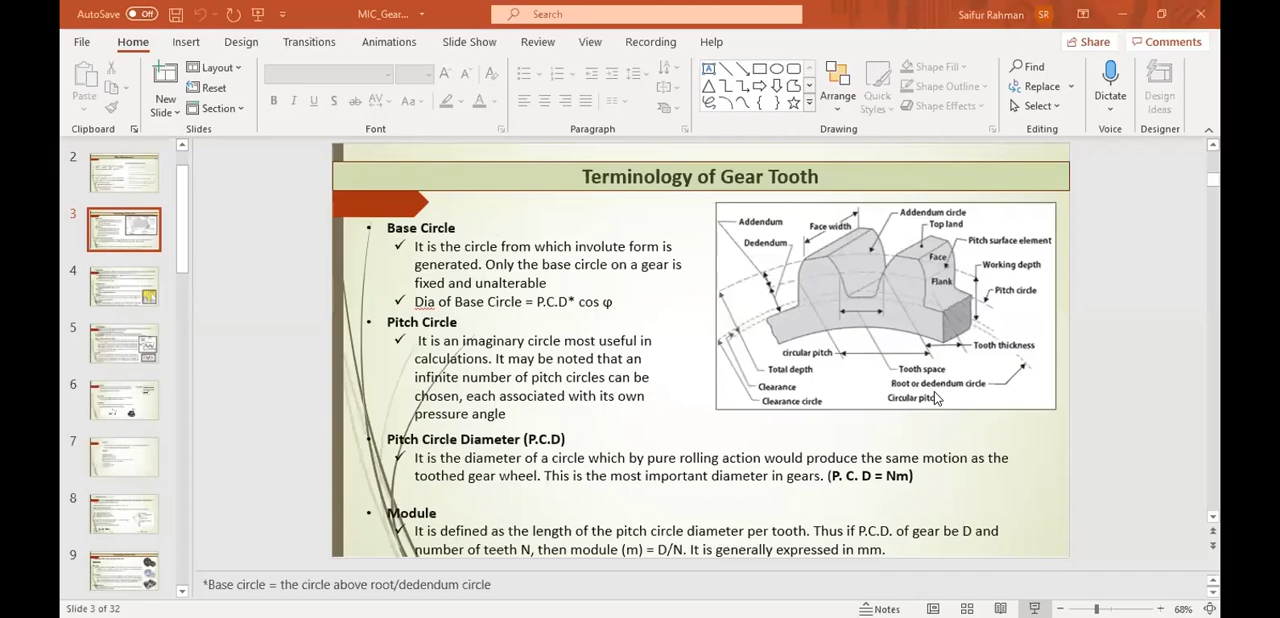 AutoSave Off
MIC_Gear...
Search
Saifur Rahman SR
File Home Insert Design Transitions Animations Slide Show Review View Recording Help
Share Comments
Paste
New Slide
Layout
Reset
Section
Shape Fill
Shape Outline
Shape Effects
Arrange
Quick Styles
Find
Replace
Select
Dictate
Design Ideas
Clipboard Slides Font Paragraph Drawing Editing Voice Designer
2
3
4
5
6
7
8
9
Terminology of Gear Tooth
Base Circle
It is the circle from which involute form is
generated. Only the base circle on a gear is
fixed and unalterable
Dia of Base Circle = P.C.D* cos φ
Pitch Circle
It is an imaginary circle most useful in
calculations. It may be noted that an
infinite number of pitch circles can be
chosen, each associated with its own
pressure angle
Pitch Circle Diameter (P.C.D)
It is the diameter of a circle which by pure rolling action would produce the same motion as the
toothed gear wheel. This is the most important diameter in gears. (P. C. D = Nm)
Module
It is defined as the length of the pitch circle diameter per tooth. Thus if P.C.D. of gear be D and
number of teeth N, then module (m) = D/N. It is generally expressed in mm.
Addendum
Dedendum
Face width
Addendum circle
Top land
Pitch surface element
Face
Working depth
Flank
Pitch circle
Tooth thickness
circular pitch
Total depth
Tooth space
Clearance
Root or dedendum circle
Clearance circle
Circular pitc
*Base circle = the circle above root/dedendum circle
Slide 3 of 32
Notes
68%